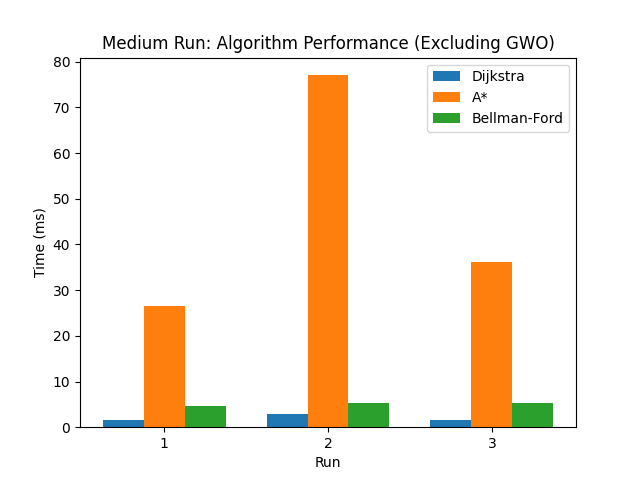 Medium Run: Algorithm Performance (Excluding GWO)
Dijkstra
A*
Bellman-Ford
80
70
60
50
40
30
20
10
0
Time (ms)
1 2 3
Run